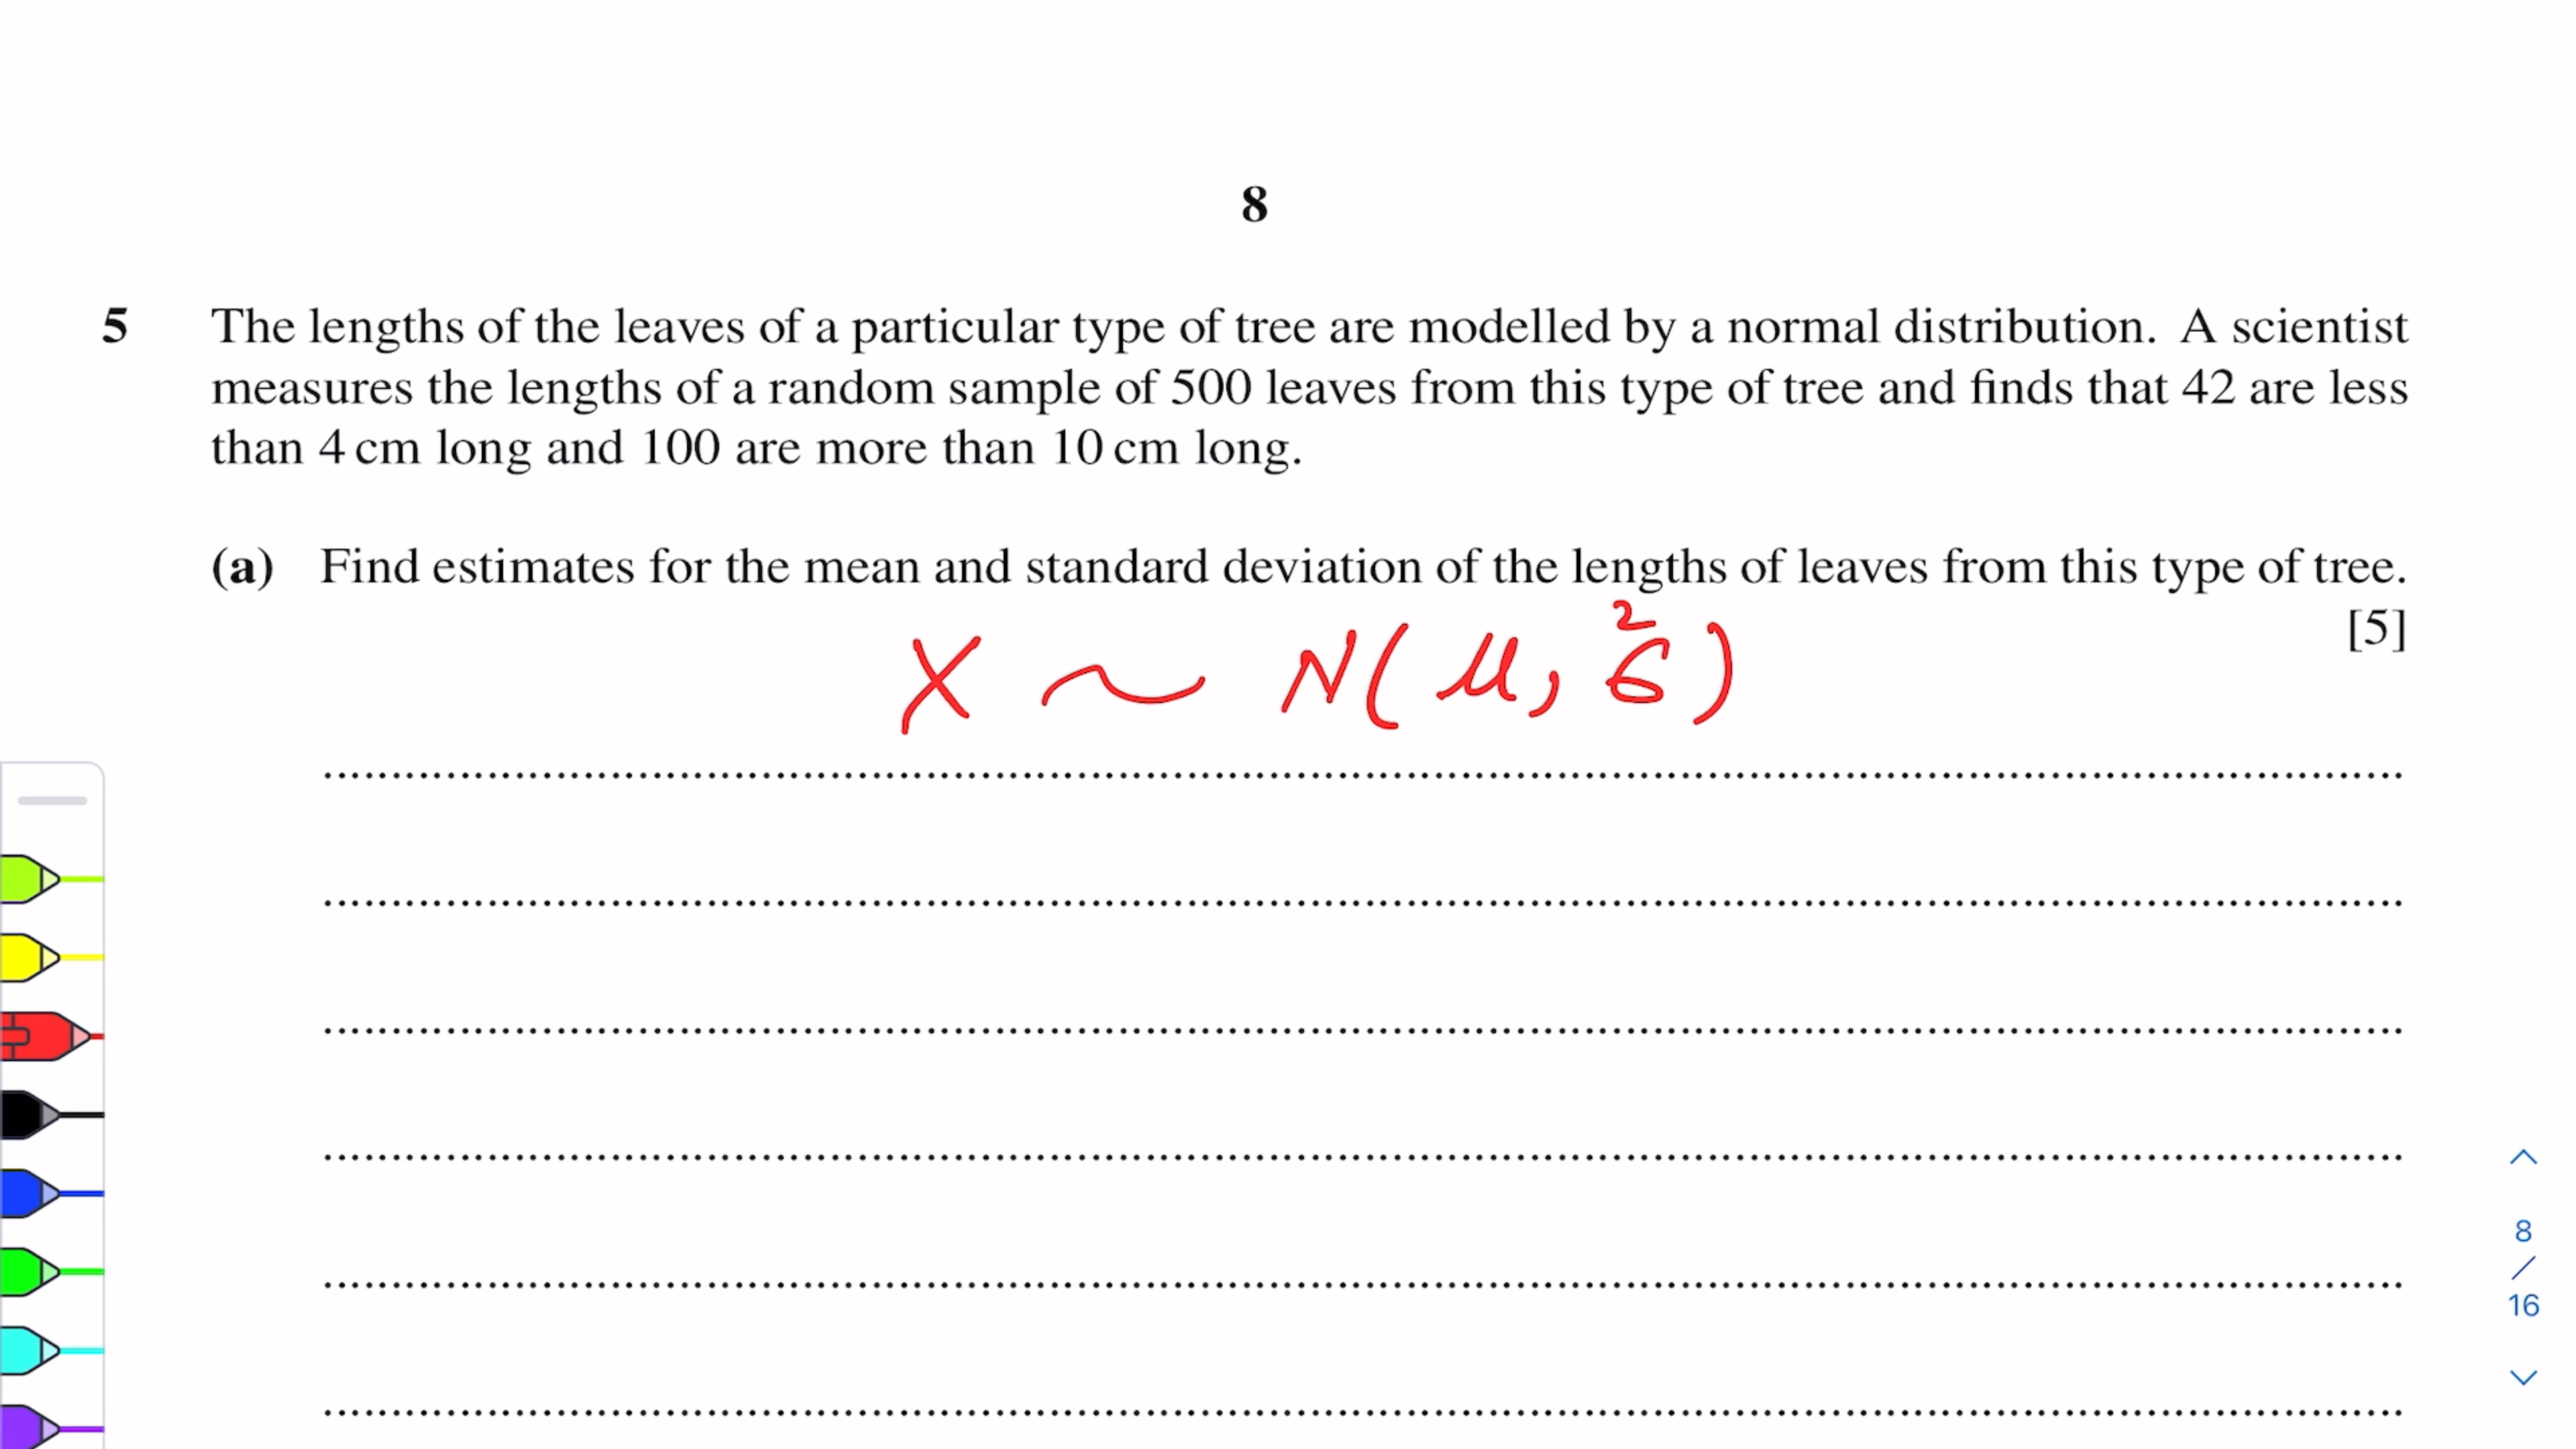 8
5 The lengths of the leaves of a particular type of tree are modelled by a normal distribution. A scientist
measures the lengths of a random sample of 500 leaves from this type of tree and finds that 42 are less
than 4 cm long and 100 are more than 10 cm long.
(a) Find estimates for the mean and standard deviation of the lengths of leaves from this type of tree.
[5]
X ~ N(μ, σ²)
8
/
16